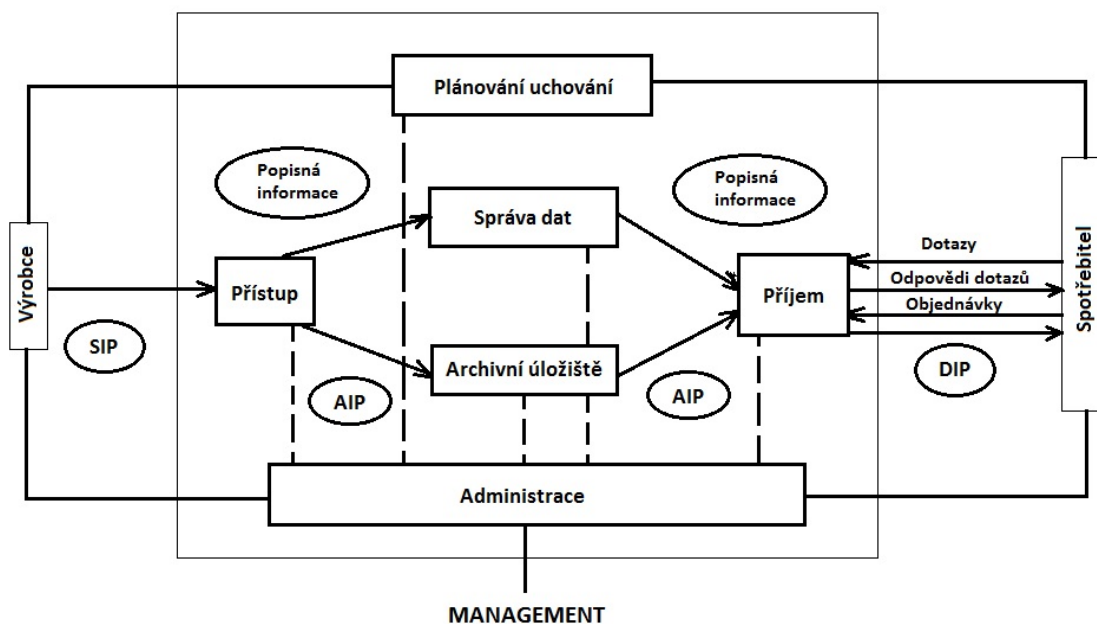 Plánování uchování
Popisná
informace
Popisná
informace
Správa dat
Výrobce
Přístup
Příjem
Dotazy
Odpovědi dotazů
Objednávky
Spotřebitel
SIP
Archivní úložiště
DIP
AIP
AIP
Administrace
MANAGEMENT